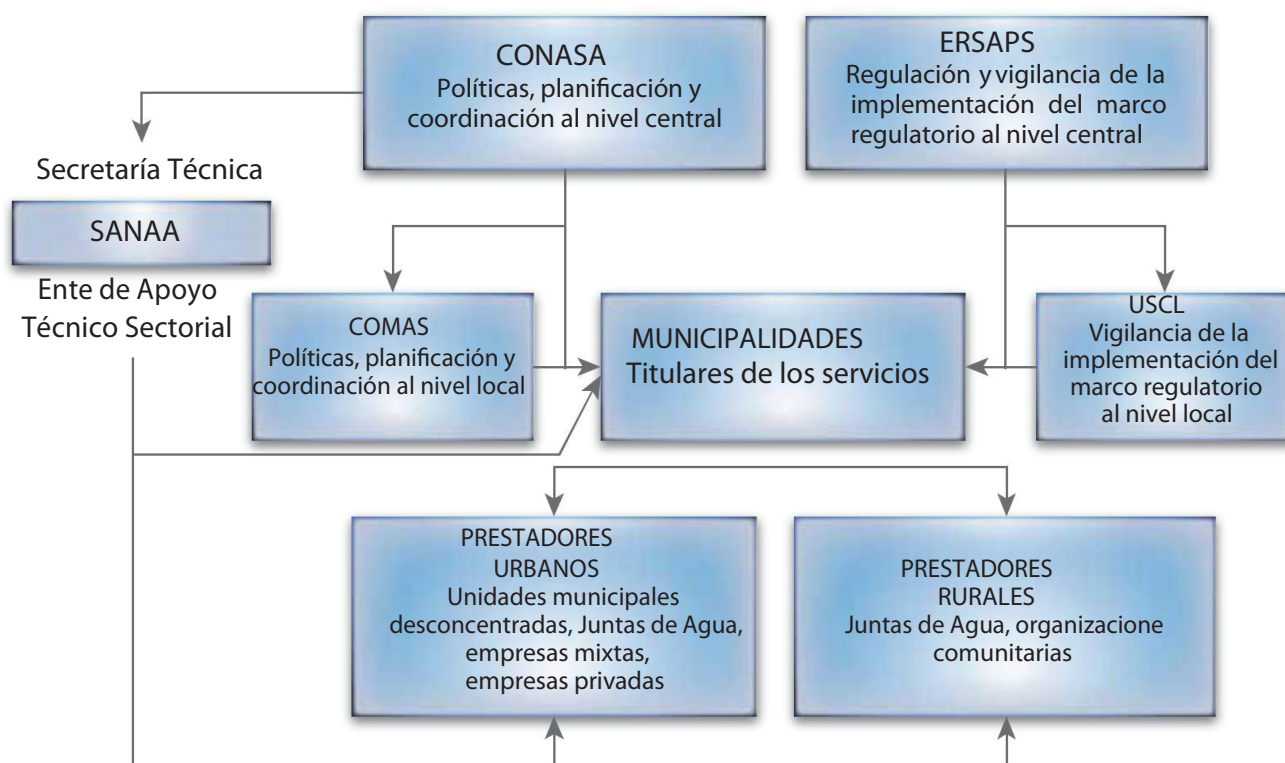 CONASA
Políticas, planificación y
coordinación al nivel central
ERSAPS
Regulación y vigilancia de la
implementación del marco
regulatorio al nivel central
Secretaría Técnica
SANAA
Ente de Apoyo
Técnico Sectorial
COMAS
Políticas, planificación y
coordinación al nivel local
MUNICIPALIDADES
Titulares de los servicios
USCL
Vigilancia de la
implementación del
marco regulatorio
al nivel local
PRESTADORES
URBANOS
Unidades municipales
desconcentradas, Juntas de Agua,
empresas mixtas,
empresas privadas
PRESTADORES
RURALES
Juntas de Agua, organizacione
comunitarias